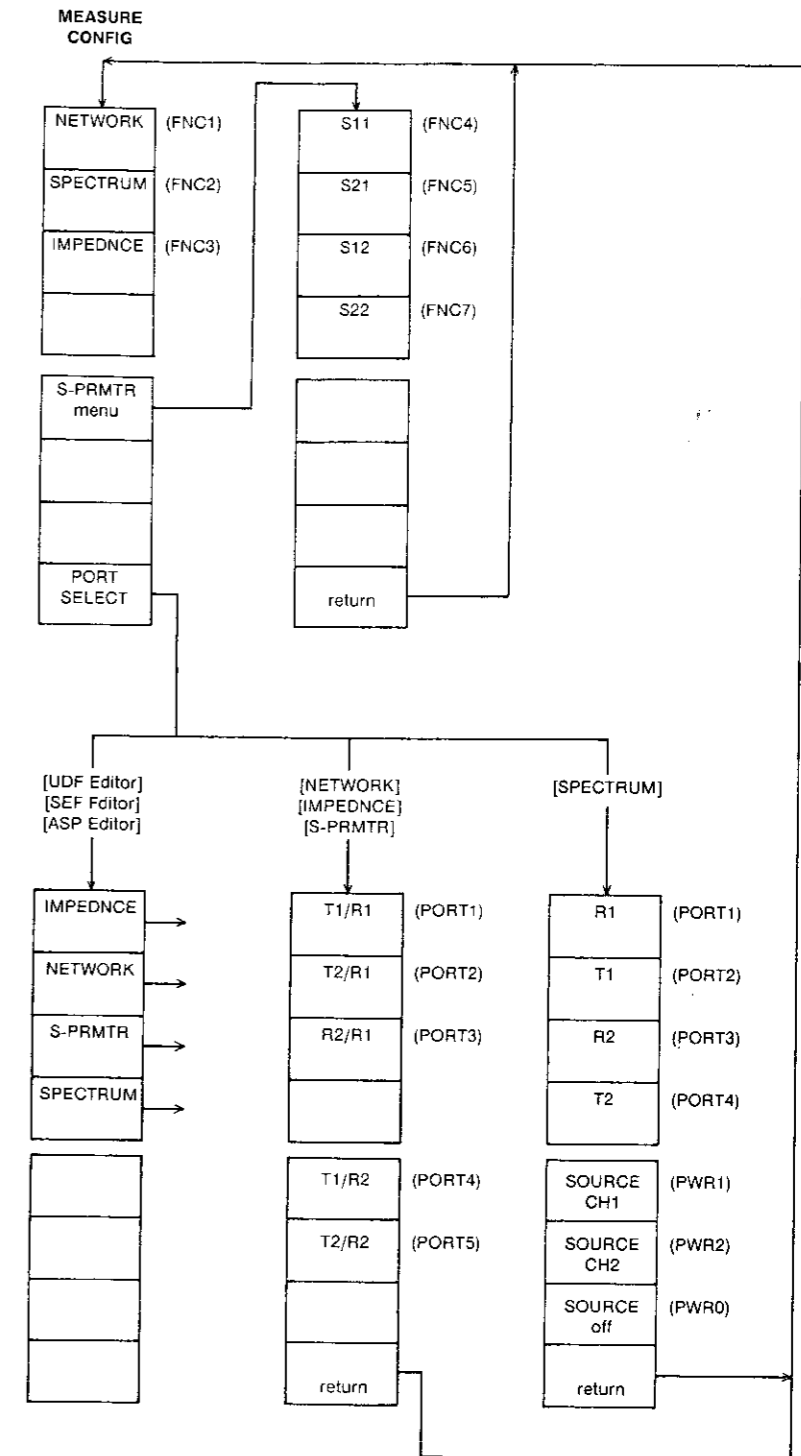 MEASURE
CONFIG
NETWORK (FNC1)
SPECTRUM (FNC2)
IMPEDNCE (FNC3)
S-PRMTR
menu
PORT
SELECT
S11 (FNC4)
S21 (FNC5)
S12 (FNC6)
S22 (FNC7)
return
[UDF Editor]
[SEF Fditor]
[ASP Editor]
IMPEDNCE
NETWORK
S-PRMTR
SPECTRUM
[NETWORK]
[IMPEDNCE]
[S-PRMTR]
T1/R1 (PORT1)
T2/R1 (PORT2)
R2/R1 (PORT3)
T1/R2 (PORT4)
T2/R2 (PORT5)
return
[SPECTRUM]
R1 (PORT1)
T1 (PORT2)
R2 (PORT3)
T2 (PORT4)
SOURCE
CH1 (PWR1)
SOURCE
CH2 (PWR2)
SOURCE
off (PWR0)
return